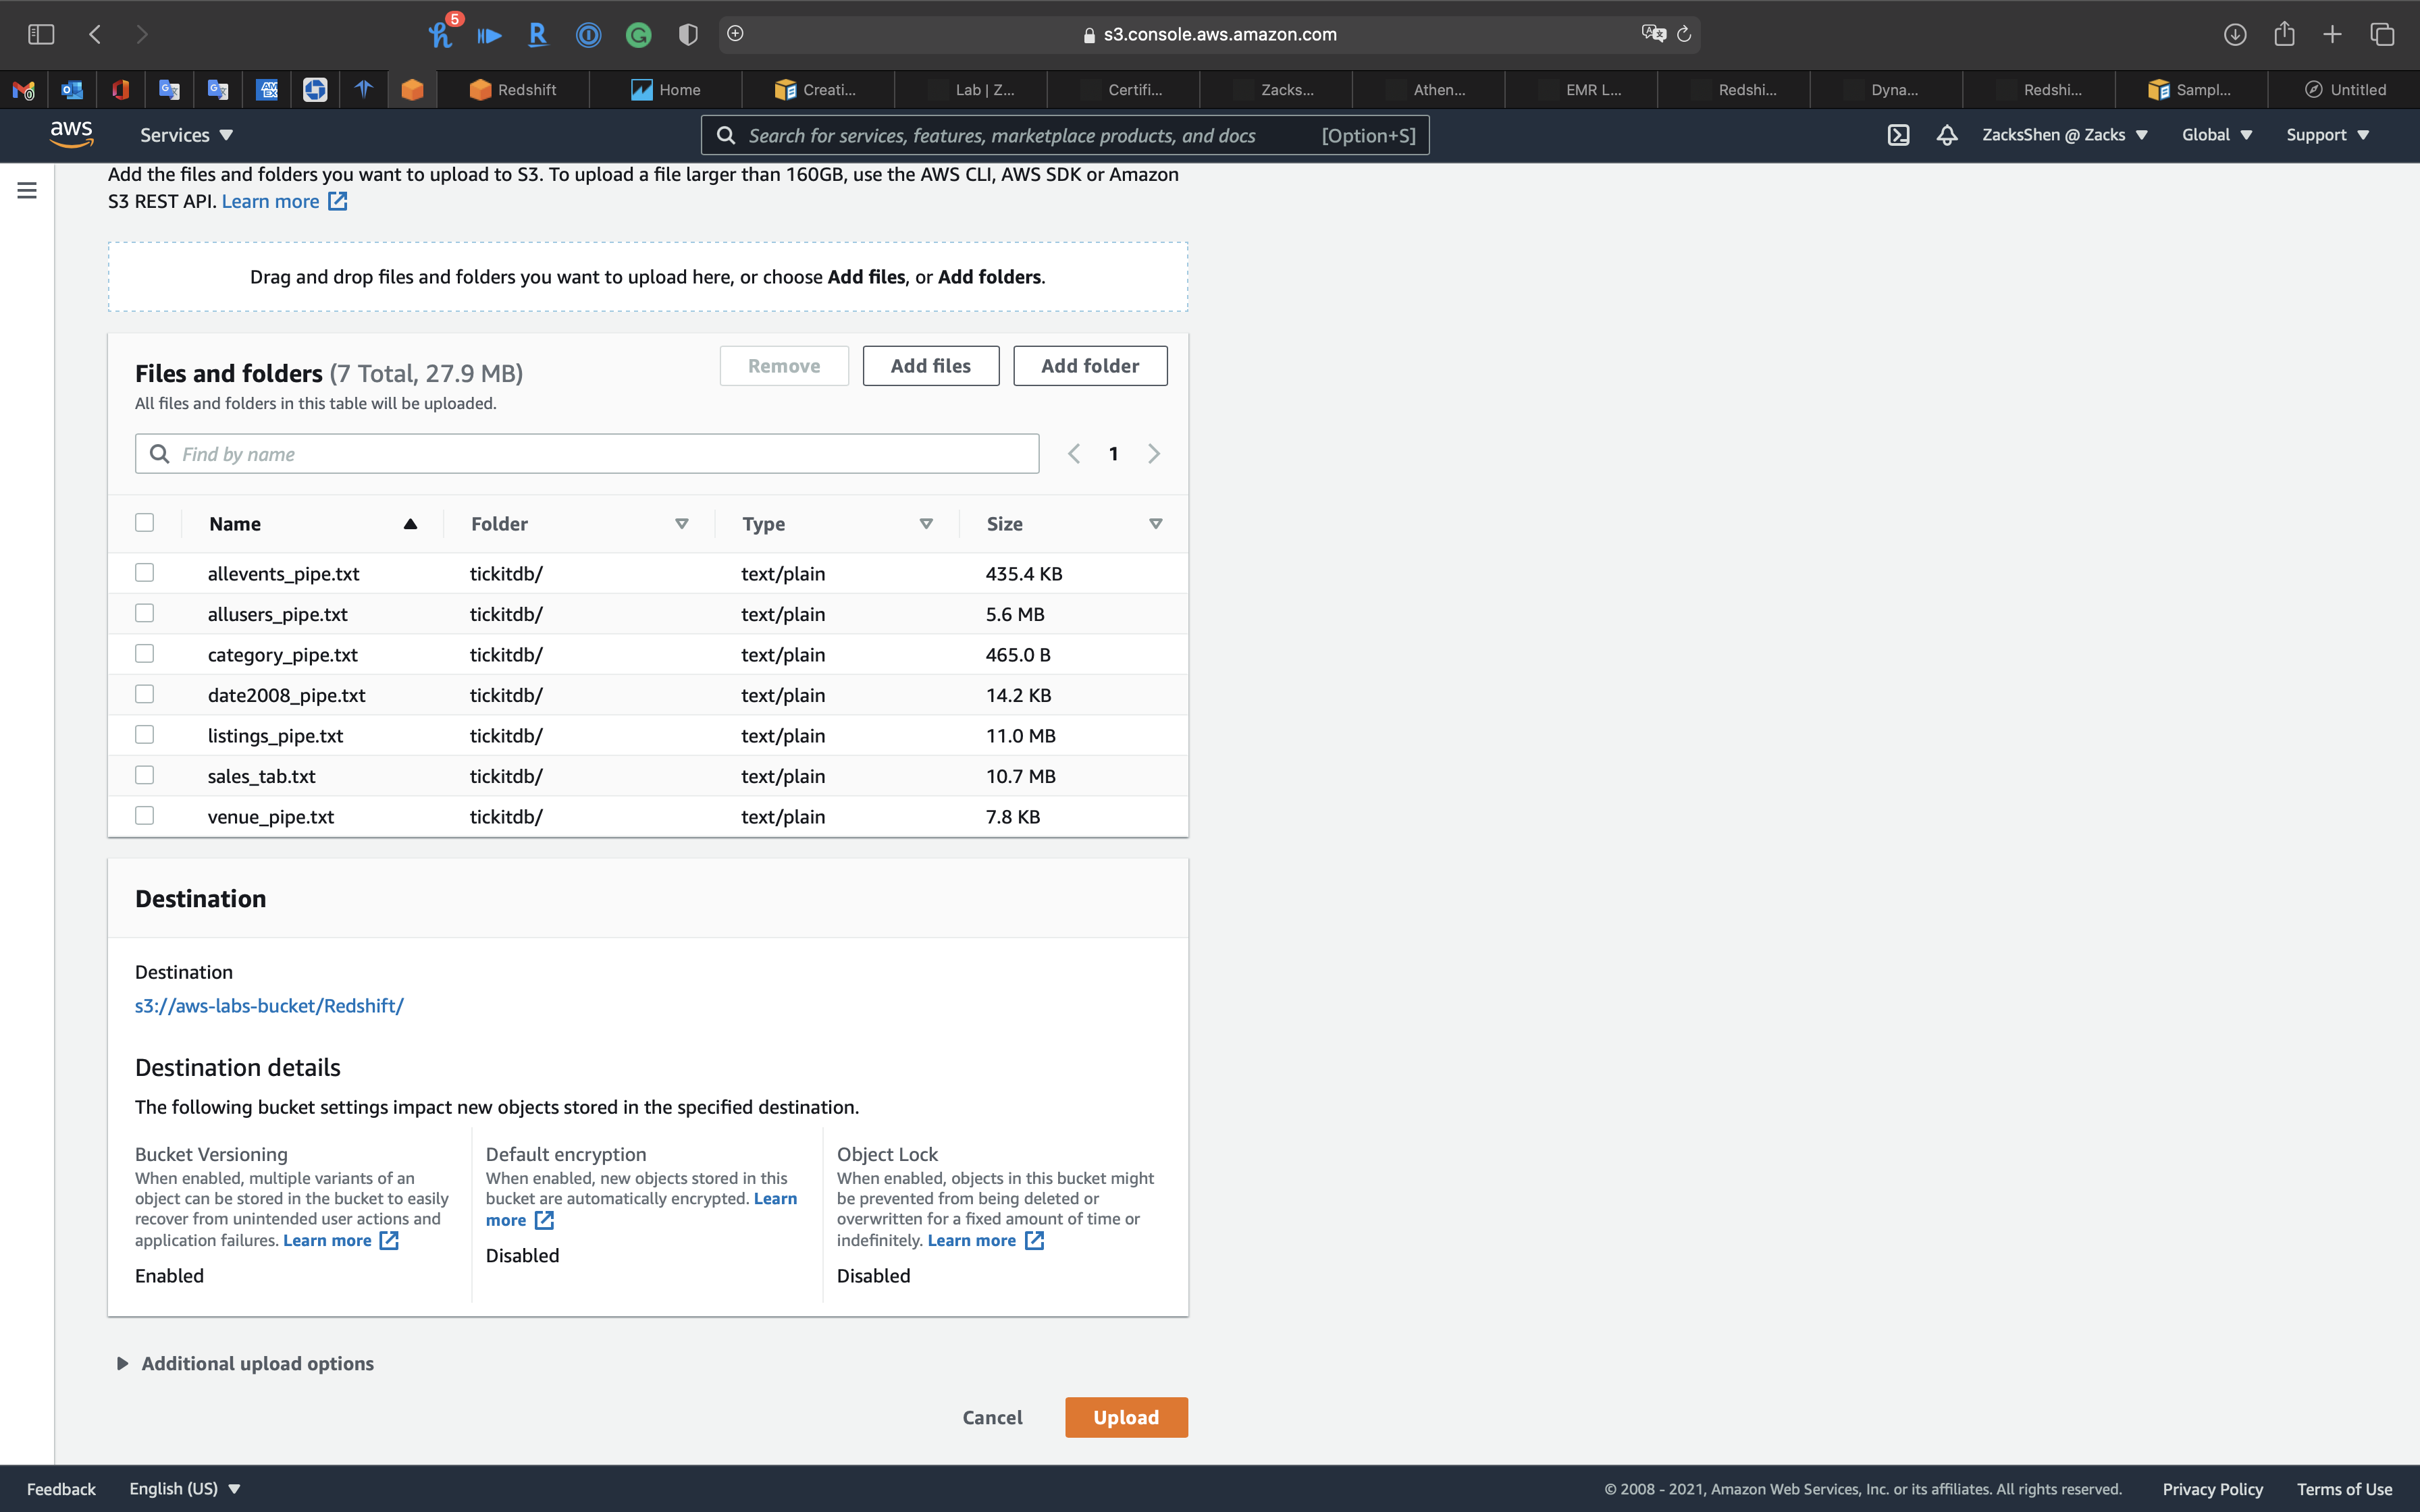 5
s3.console.aws.amazon.com
Redshift
Home
Creati...
Lab | Z...
Certifi...
Zacks...
Athen...
EMR L...
Redshi...
Dyna...
Redshi...
Sampl...
Untitled
aws
Services
Search for services, features, marketplace products, and docs
[Option+S]
ZacksShen @ Zacks
Global
Support
Add the files and folders you want to upload to S3. To upload a file larger than 160GB, use the AWS CLI, AWS SDK or Amazon
S3 REST API. Learn more
Drag and drop files and folders you want to upload here, or choose Add files, or Add folders.
Files and folders (7 Total, 27.9 MB)
Remove
Add files
Add folder
All files and folders in this table will be uploaded.
Find by name
1
Name Folder Type Size
allevents_pipe.txt tickitdb/ text/plain 435.4 KB
allusers_pipe.txt tickitdb/ text/plain 5.6 MB
category_pipe.txt tickitdb/ text/plain 465.0 B
date2008_pipe.txt tickitdb/ text/plain 14.2 KB
listings_pipe.txt tickitdb/ text/plain 11.0 MB
sales_tab.txt tickitdb/ text/plain 10.7 MB
venue_pipe.txt tickitdb/ text/plain 7.8 KB
Destination
Destination
s3://aws-labs-bucket/Redshift/
Destination details
The following bucket settings impact new objects stored in the specified destination.
Bucket Versioning
When enabled, multiple variants of an
object can be stored in the bucket to easily
recover from unintended user actions and
application failures. Learn more
Enabled
Default encryption
When enabled, new objects stored in this
bucket are automatically encrypted. Learn
more
Disabled
Object Lock
When enabled, objects in this bucket might
be prevented from being deleted or
overwritten for a fixed amount of time or
indefinitely. Learn more
Disabled
Additional upload options
Cancel
Upload
Feedback
English (US)
© 2008 - 2021, Amazon Web Services, Inc. or its affiliates. All rights reserved.
Privacy Policy
Terms of Use